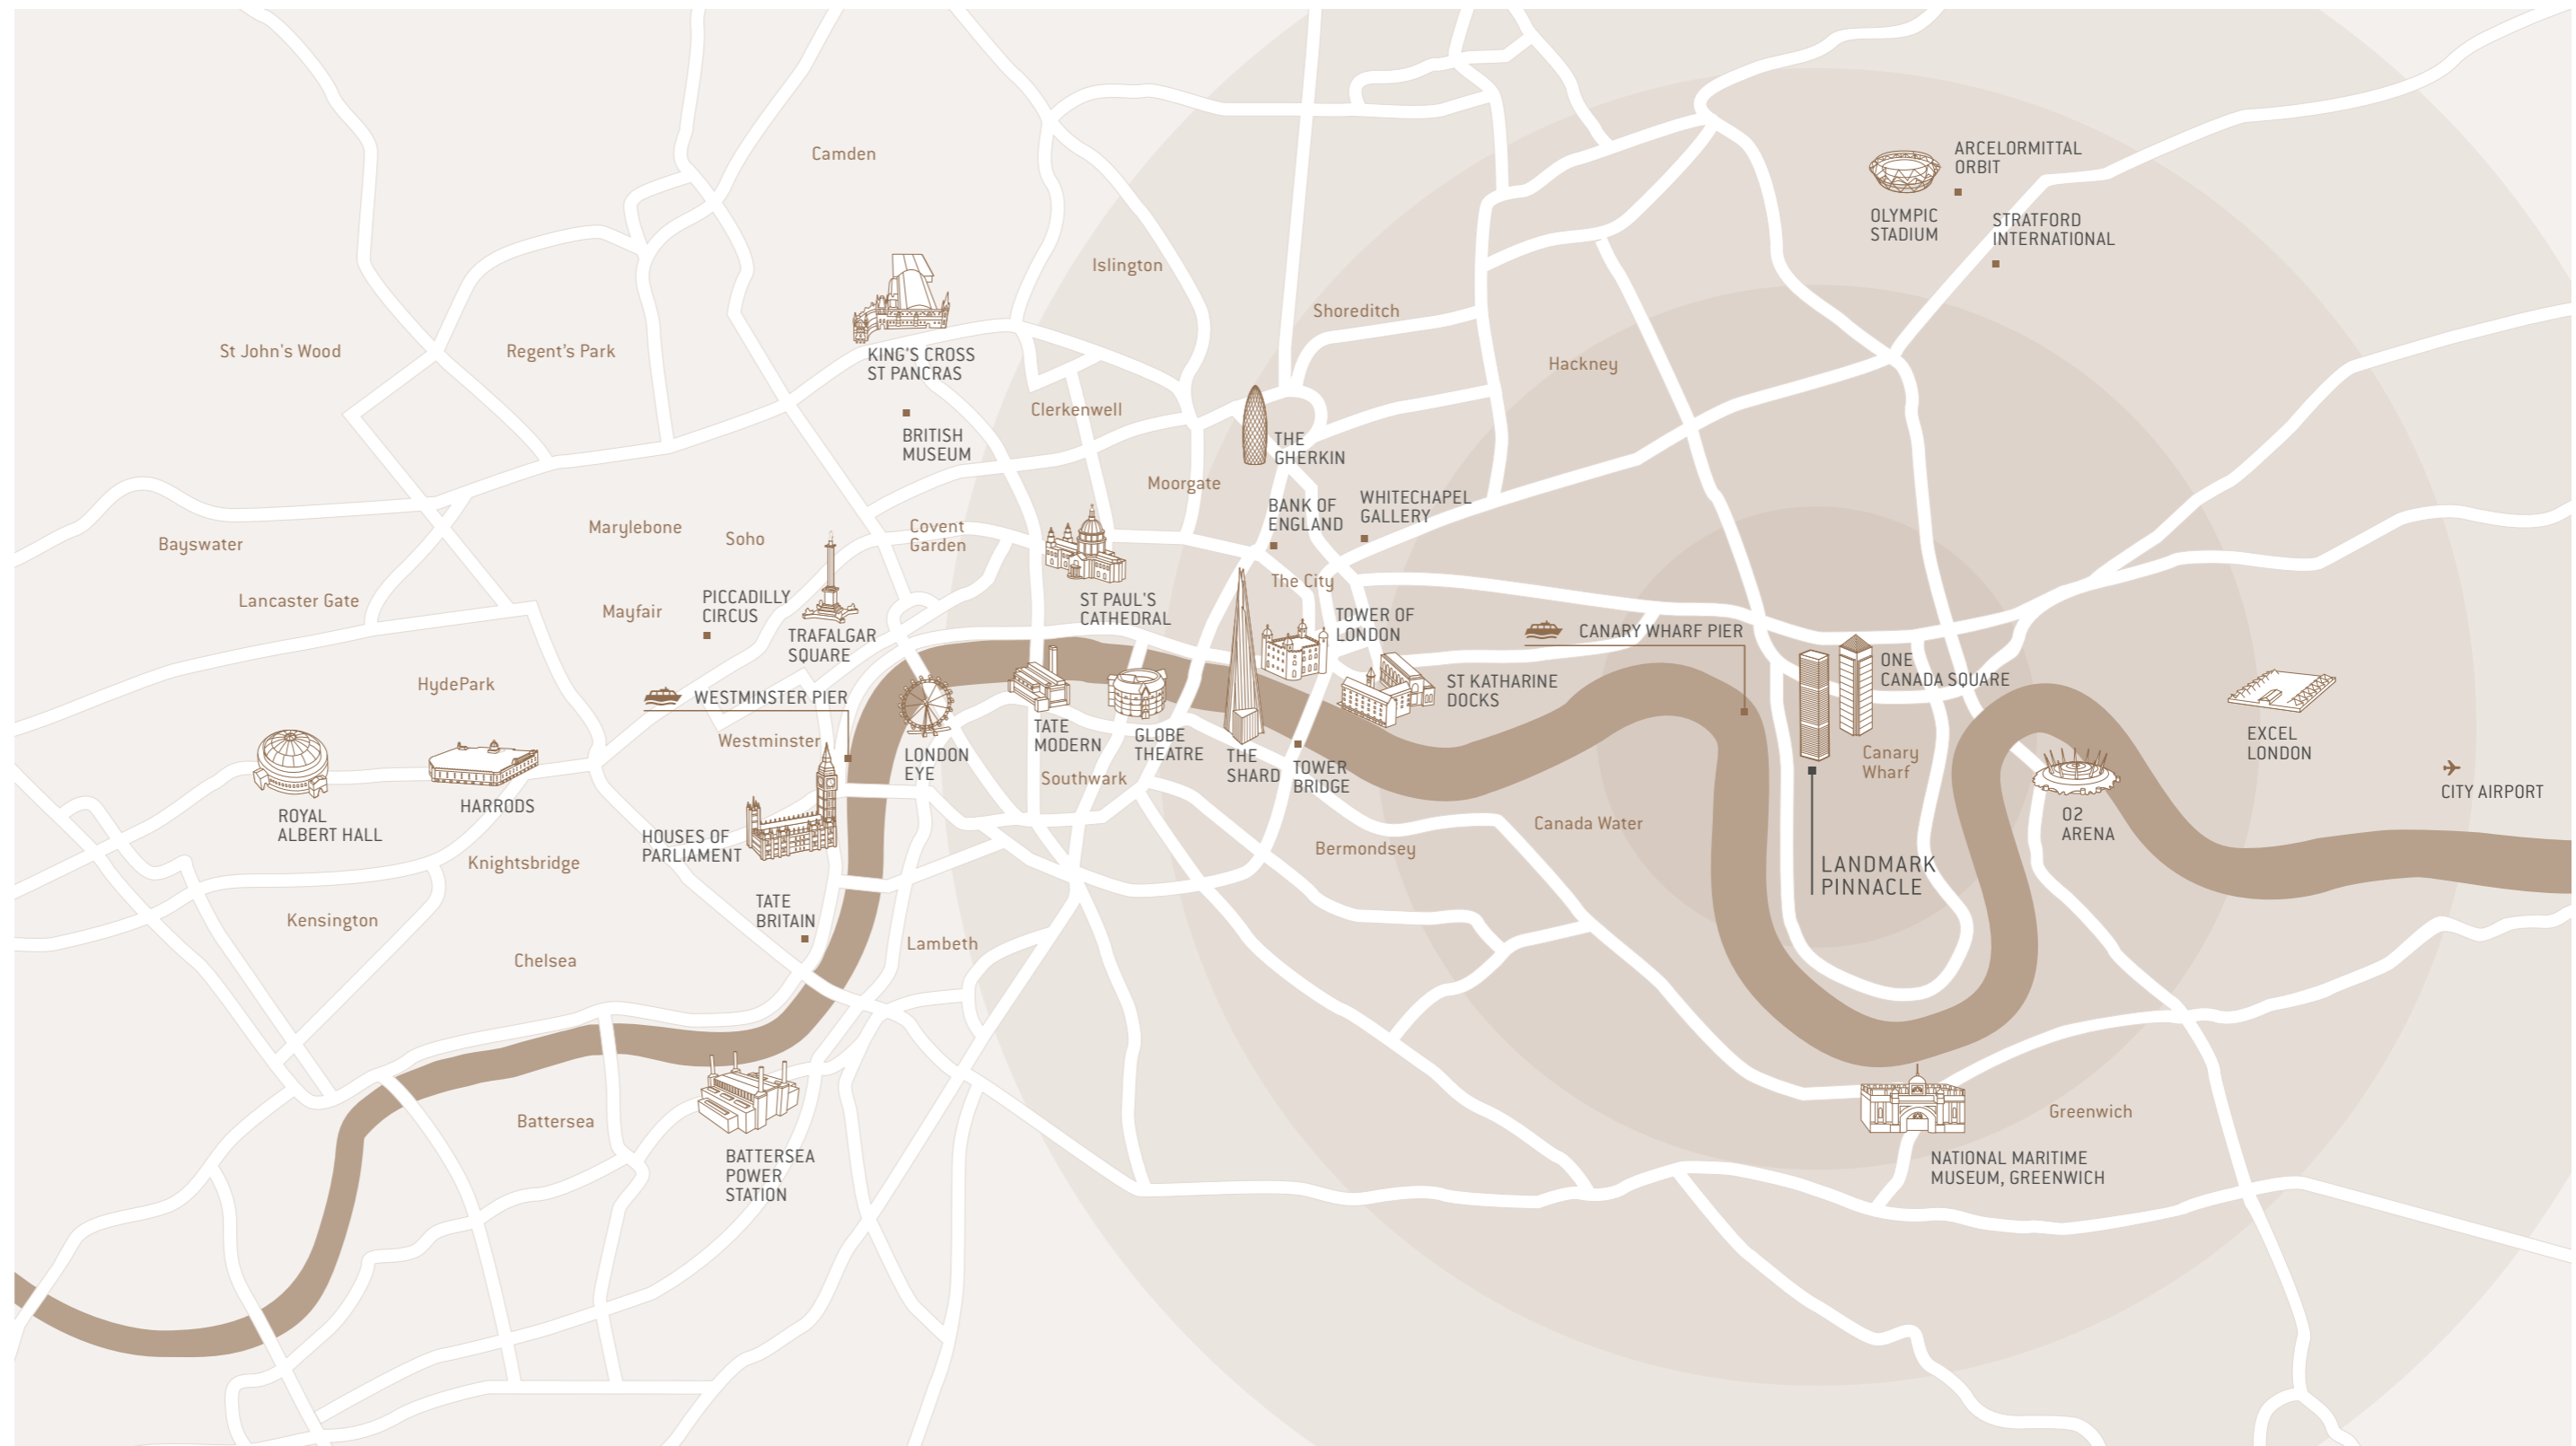 Camden
ARCELORMITTAL
ORBIT
OLYMPIC
STADIUM
STRATFORD
INTERNATIONAL
Islington
Shoreditch
St John's Wood
Regent's Park
KING'S CROSS
ST PANCRAS
Hackney
Clerkenwell
BRITISH
MUSEUM
THE
GHERKIN
Moorgate
BANK OF
ENGLAND
WHITECHAPEL
GALLERY
Marylebone
Soho
Covent
Garden
Bayswater
Lancaster Gate
Mayfair
PICCADILLY
CIRCUS
TRAFALGAR
SQUARE
ST PAUL'S
CATHEDRAL
The City
TOWER OF
LONDON
CANARY WHARF PIER
HydePark
WESTMINSTER PIER
ST KATHARINE
DOCKS
ONE
CANADA SQUARE
Westminster
LONDON
EYE
TATE
MODERN
GLOBE
THEATRE
THE
SHARD
TOWER
BRIDGE
Southwark
Canary
Wharf
EXCEL
LONDON
CITY AIRPORT
ROYAL
ALBERT HALL
HARRODS
HOUSES OF
PARLIAMENT
O2
ARENA
Canada Water
Bermondsey
Knightsbridge
LANDMARK
PINNACLE
Kensington
TATE
BRITAIN
Lambeth
Chelsea
Battersea
Greenwich
BATTERSEA
POWER
STATION
NATIONAL MARITIME
MUSEUM, GREENWICH